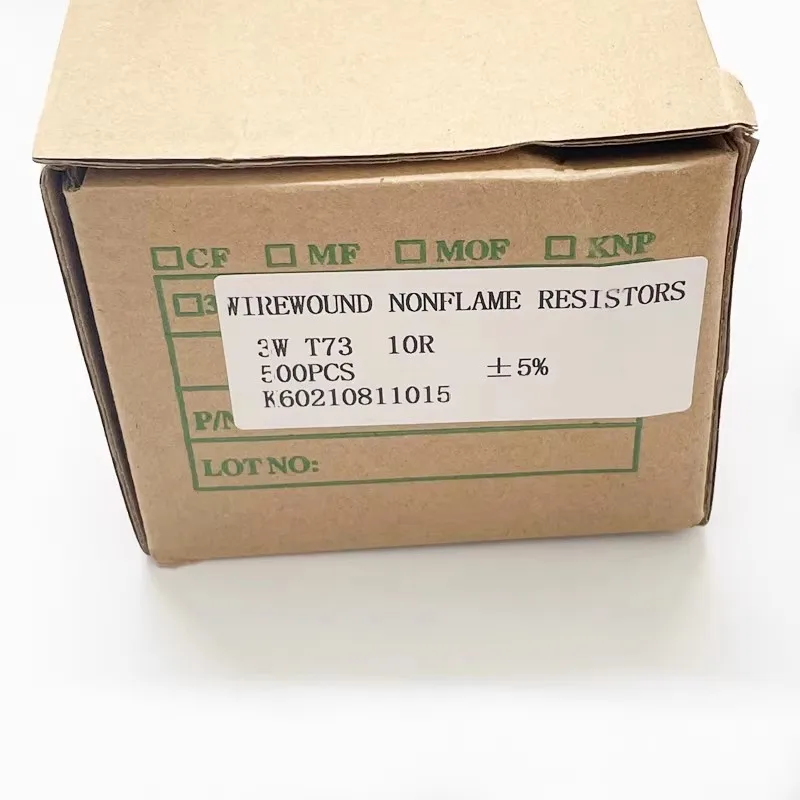 ☐CF ☐MF ☐MOF ☐KNP
WIREWOUND NONFLAME RESISTORS
3W T73 10R
500PCS ±5%
K60210811015
LOT NO: